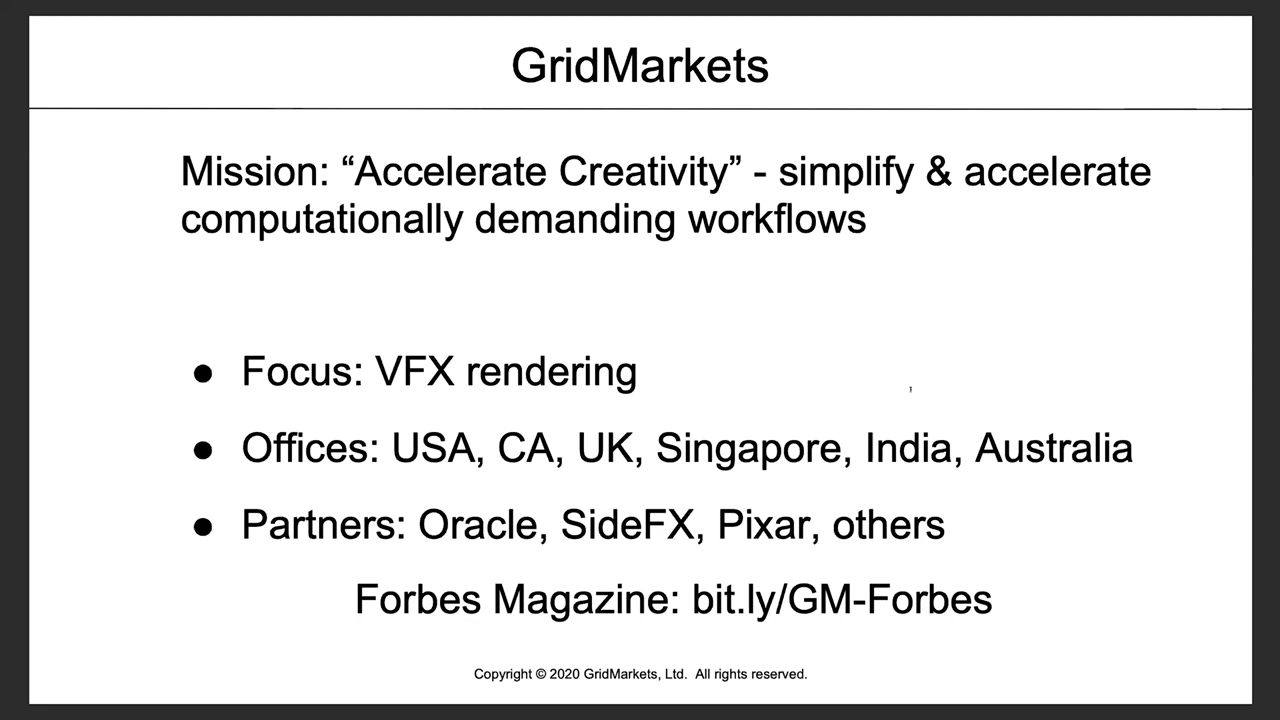 GridMarkets
Mission: “Accelerate Creativity” - simplify & accelerate
computationally demanding workflows
● Focus: VFX rendering
● Offices: USA, CA, UK, Singapore, India, Australia
● Partners: Oracle, SideFX, Pixar, others
Forbes Magazine: bit.ly/GM-Forbes
Copyright © 2020 GridMarkets, Ltd. All rights reserved.